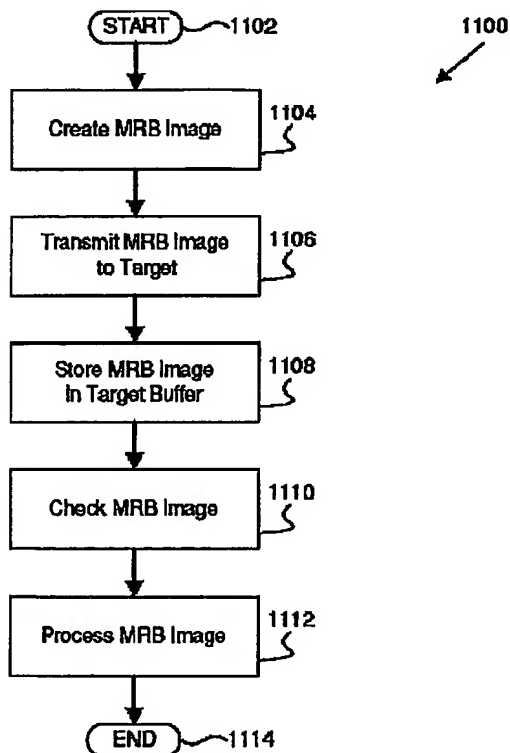 START
1102
1100
Create MRB Image
1104
Transmit MRB Image
to Target
1106
Store MRB Image
in Target Buffer
1108
Check MRB Image
1110
Process MRB Image
1112
END
1114